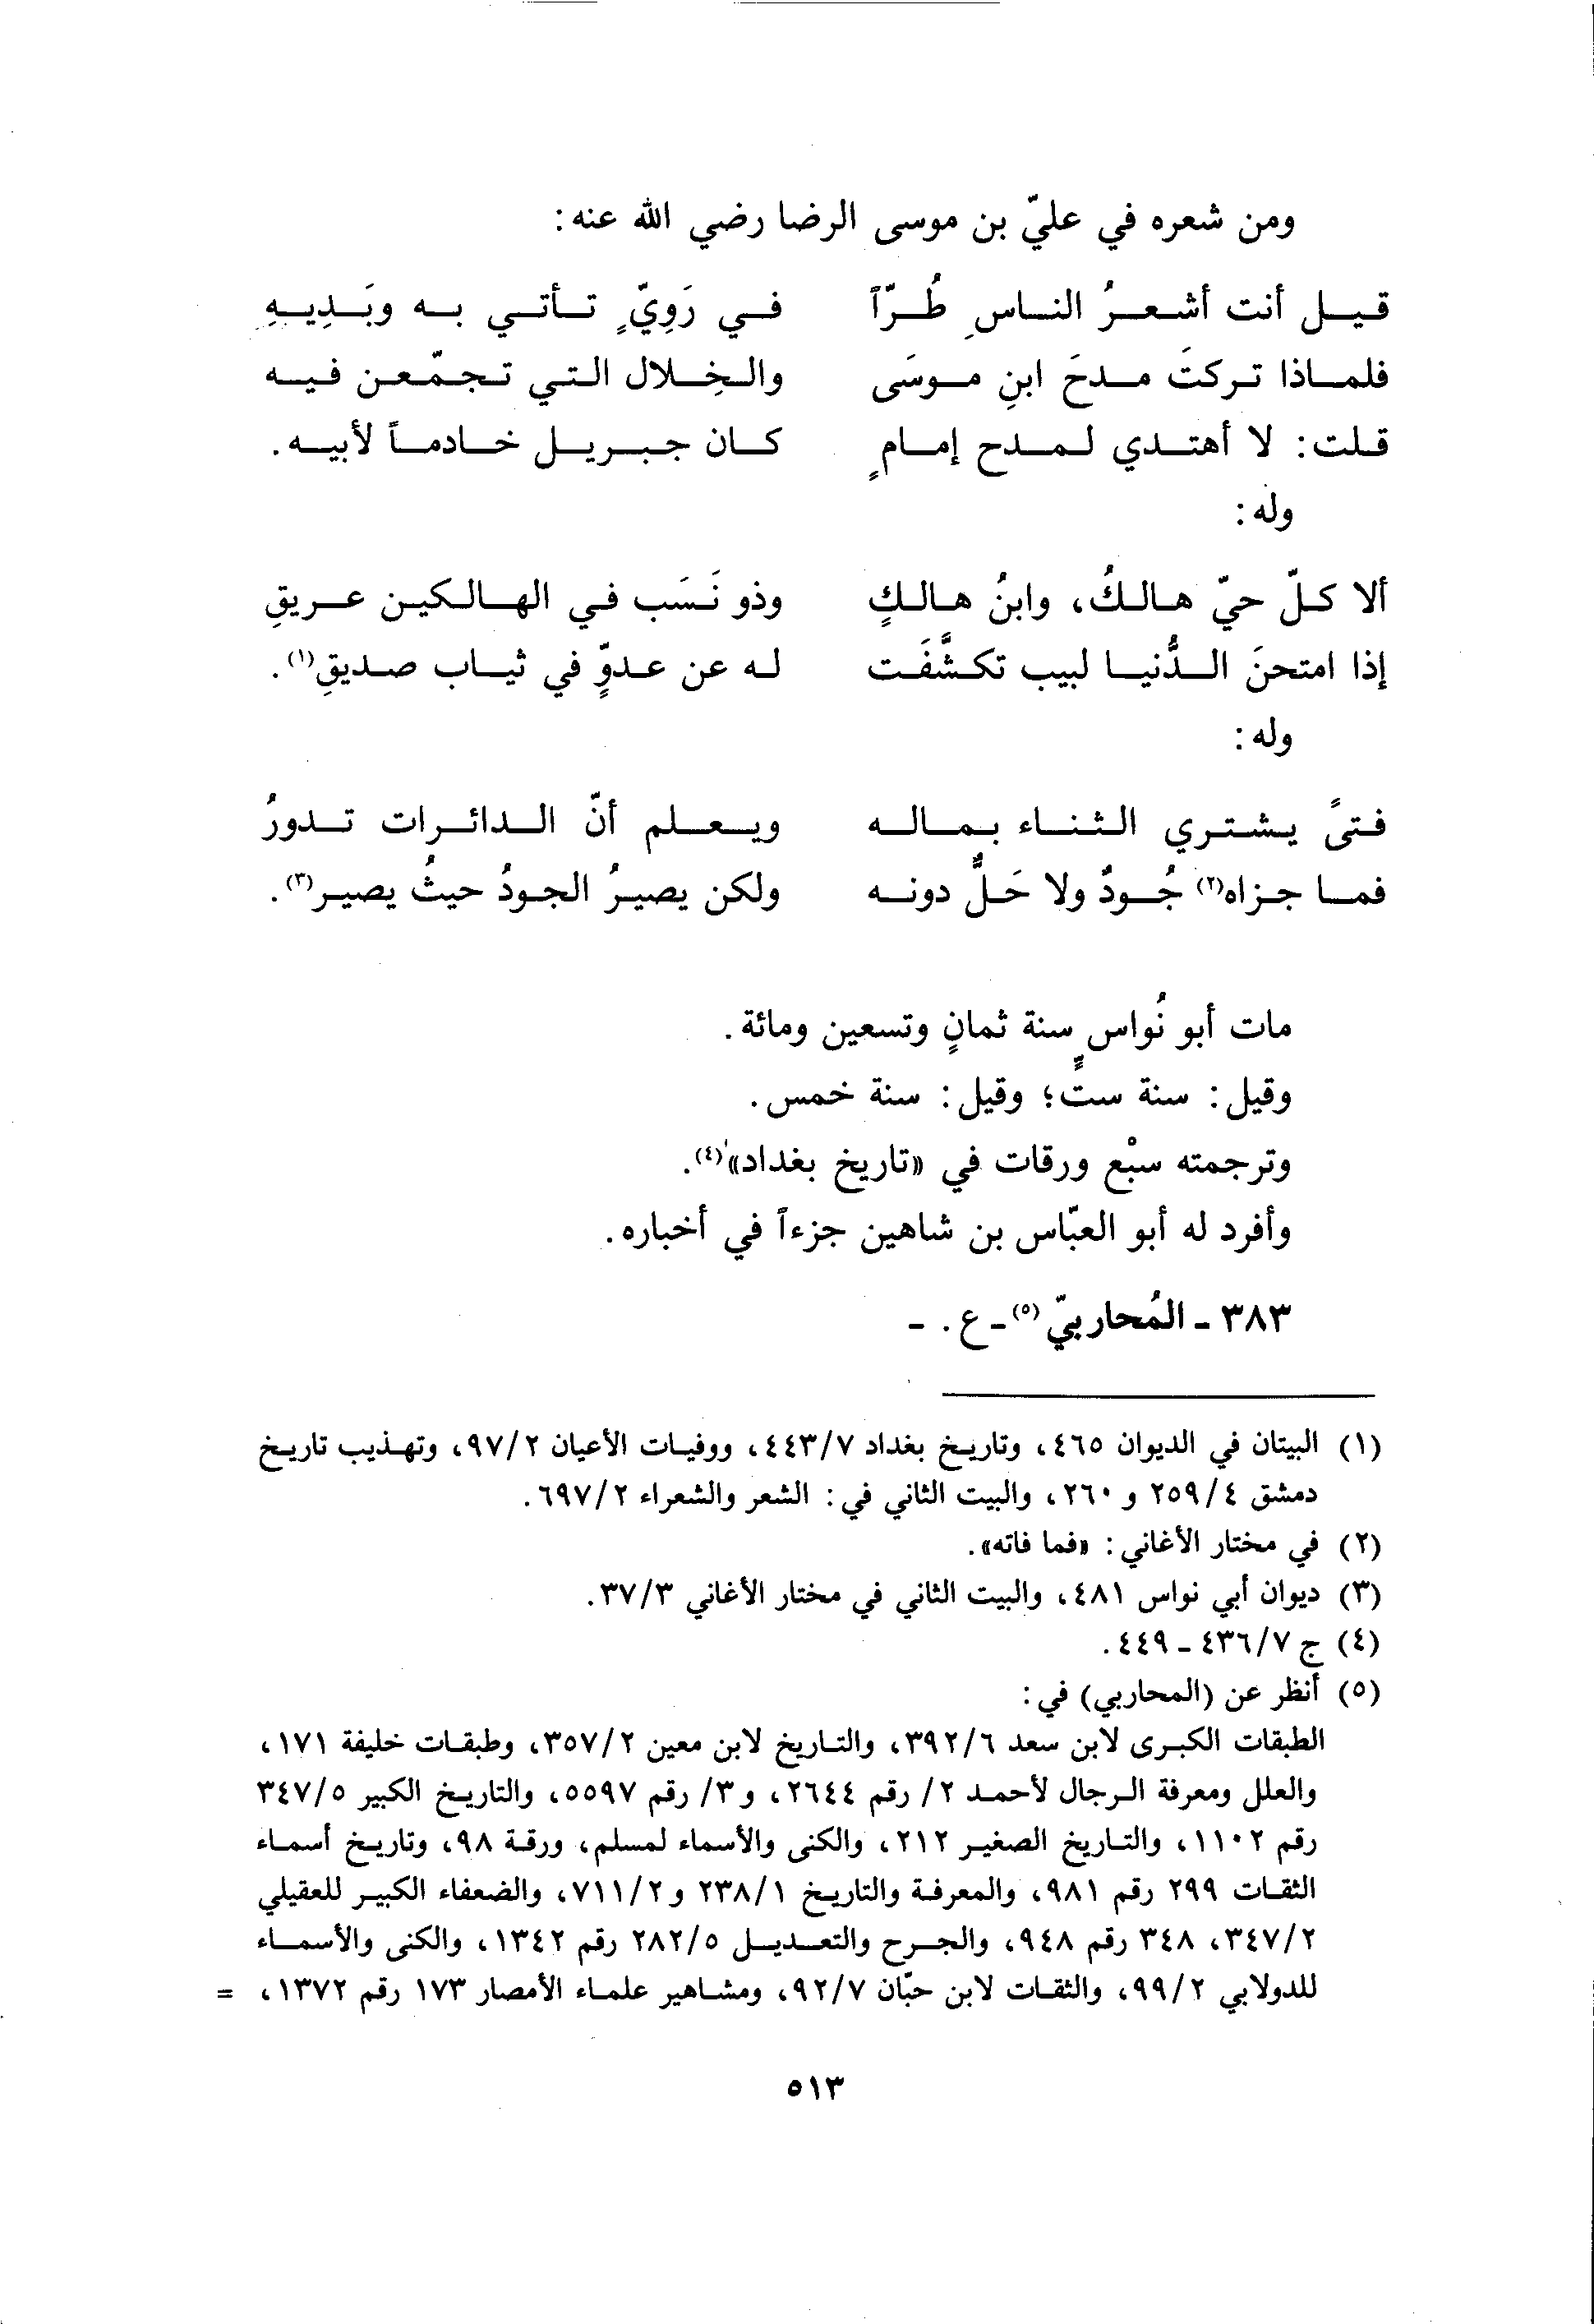 ومن شعره في عليّ بن موسى الرضا رضي الله عنه:
قيل أنت أشعرُ الناسِ طُرّاً في رَوِيٍّ تأتي به وبَدِيهِ
فلماذا تركتَ مدحَ ابنِ موسَى والخِلال التي تجمّعن فيه
قلت: لا أهتدي لمدح إمامٍ كان جبريل خادماً لأبيه.
وله:
ألا كلّ حيّ هالكُ، وابنُ هالكٍ وذو نَسَب في الهالكين عريقِ
إذا امتحنَ الدُّنيا لبيب تكشَّفَت له عن عدوٍّ في ثياب صديقِ(١).
وله:
فتىً يشتري الثناء بماله ويعلم أنّ الدائرات تدورُ
فما جزاه(٢) جُودٌ ولا حَلٌّ دونه ولكن يصيرُ الجودُ حيثُ يصير(٣).
مات أبو نُواسٍ سنة ثمانٍ وتسعين ومائة.
وقيل: سنة ستٍّ؛ وقيل: سنة خمس.
وترجمته سبْع ورقات في «تاريخ بغداد»(٤).
وأفرد له أبو العبّاس بن شاهين جزءاً في أخباره.
٣٨٣ - المُحاربيّ(٥) - ع. -
(١) البيتان في الديوان ٤٦٥، وتاريخ بغداد ٤٤٣/٧، ووفيات الأعيان ٩٧/٢، وتهذيب تاريخ
دمشق ٢٥٩/٤ و ٢٦٠، والبيت الثاني في: الشعر والشعراء ٦٩٧/٢.
(٢) في مختار الأغاني: «فما فاته».
(٣) ديوان أبي نواس ٤٨١، والبيت الثاني في مختار الأغاني ٣٧/٣.
(٤) ج ٤٣٦/٧ - ٤٤٩.
(٥) أنظر عن (المحاربي) في:
الطبقات الكبرى لابن سعد ٣٩٢/٦، والتاريخ لابن معين ٣٥٧/٢، وطبقات خليفة ١٧١،
والعلل ومعرفة الرجال لأحمد ٢/ رقم ٢٦٤٤، و٣/ رقم ٥٥٩٧، والتاريخ الكبير ٣٤٧/٥
رقم ١١٠٢، والتاريخ الصغير ٢١٢، والكنى والأسماء لمسلم، ورقة ٩٨، وتاريخ أسماء
الثقات ٢٩٩ رقم ٩٨١، والمعرفة والتاريخ ٢٣٨/١ و٧١١/٢، والضعفاء الكبير للعقيلي
٣٤٧/٢، ٣٤٨ رقم ٩٤٨، والجرح والتعديل ٢٨٢/٥ رقم ١٣٤٢، والكنى والأسماء
للدولابي ٩٩/٢، والثقات لابن حبّان ٩٢/٧، ومشاهير علماء الأمصار ١٧٣ رقم ١٣٧٢، =
٥١٣